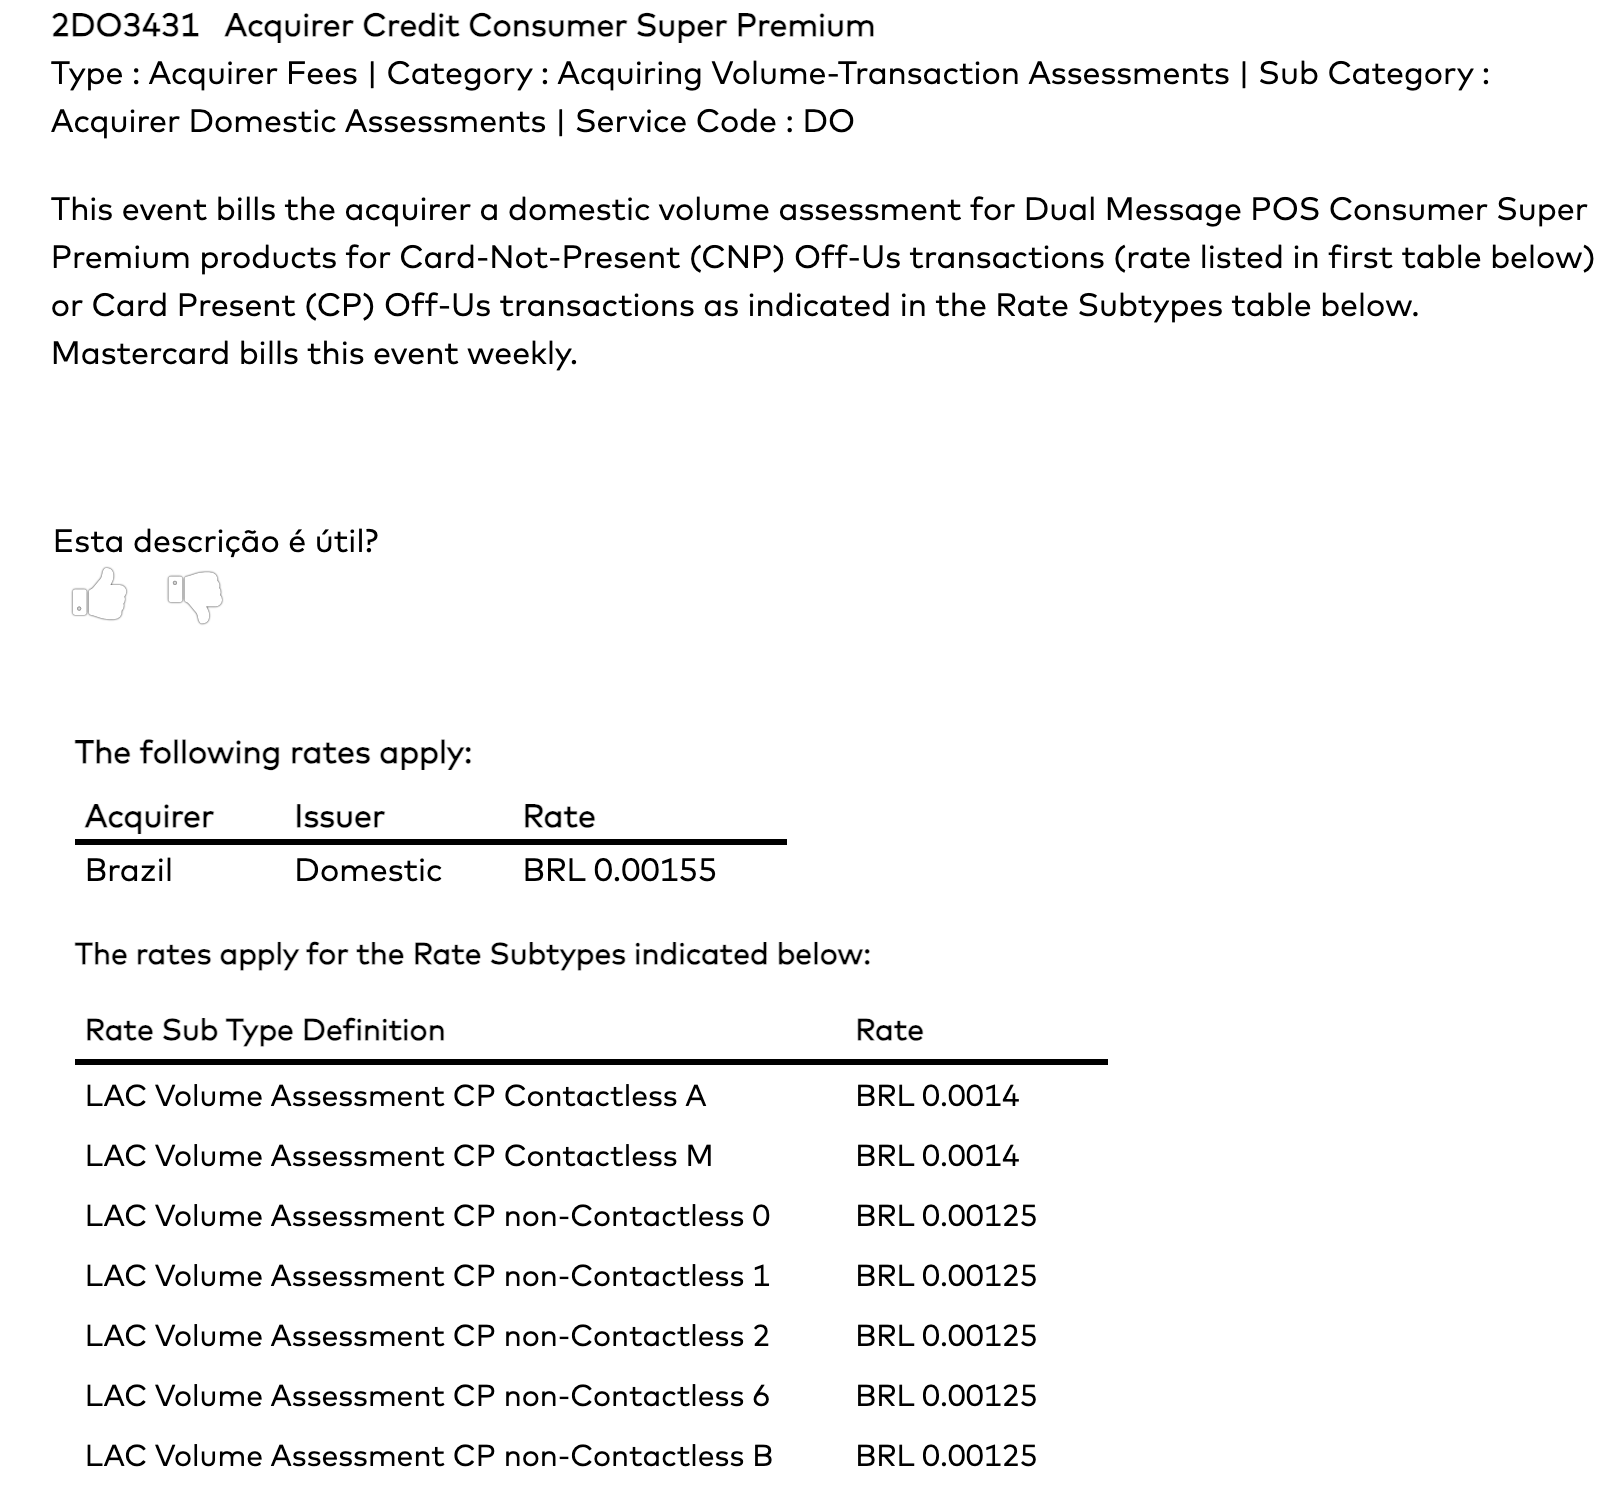 2DO3431 Acquirer Credit Consumer Super Premium
Type : Acquirer Fees | Category : Acquiring Volume-Transaction Assessments | Sub Category :
Acquirer Domestic Assessments | Service Code : DO
This event bills the acquirer a domestic volume assessment for Dual Message POS Consumer Super
Premium products for Card-Not-Present (CNP) Off-Us transactions (rate listed in first table below)
or Card Present (CP) Off-Us transactions as indicated in the Rate Subtypes table below.
Mastercard bills this event weekly.
Esta descrição é útil?
The following rates apply:
Acquirer Issuer Rate
Brazil Domestic BRL 0.00155
The rates apply for the Rate Subtypes indicated below:
Rate Sub Type Definition Rate
LAC Volume Assessment CP Contactless A BRL 0.0014
LAC Volume Assessment CP Contactless M BRL 0.0014
LAC Volume Assessment CP non-Contactless 0 BRL 0.00125
LAC Volume Assessment CP non-Contactless 1 BRL 0.00125
LAC Volume Assessment CP non-Contactless 2 BRL 0.00125
LAC Volume Assessment CP non-Contactless 6 BRL 0.00125
LAC Volume Assessment CP non-Contactless B BRL 0.00125